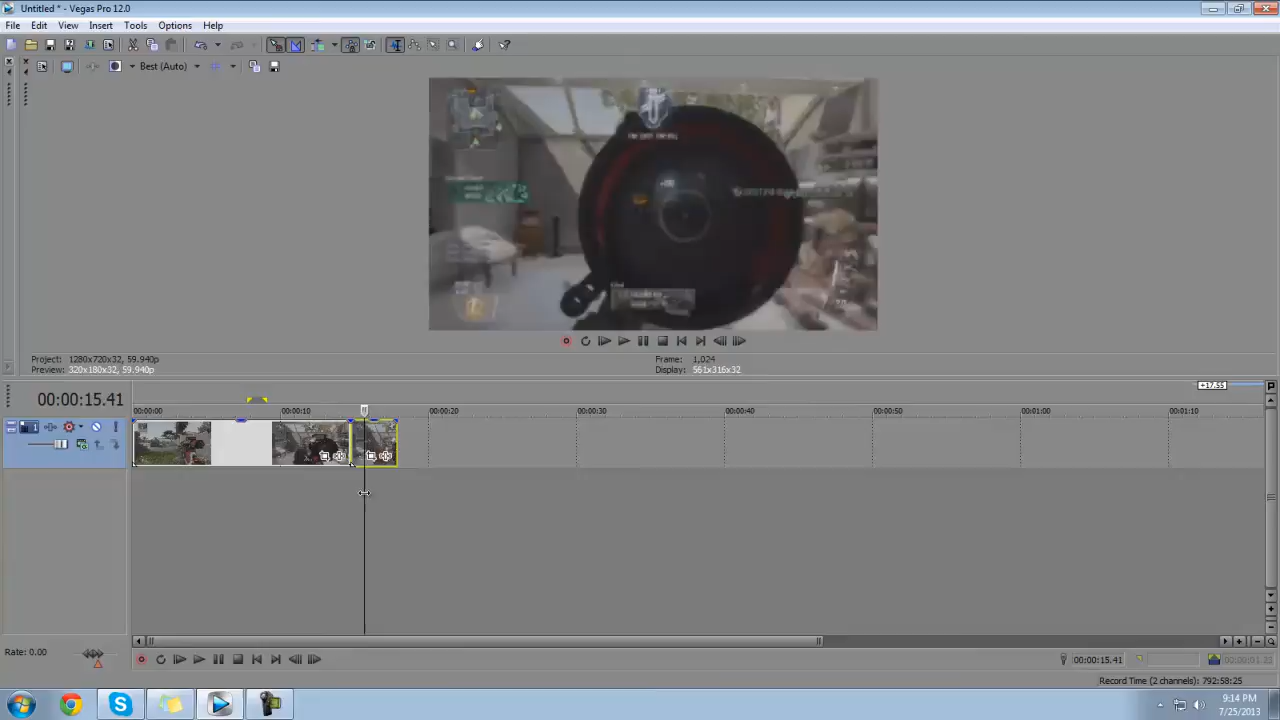 Untitled * - Vegas Pro 12.0
File Edit View Insert Tools Options Help
Best (Auto)
Project: 1280x720x32, 59.940p
Preview: 320x180x32, 59.940p
Frame: 1,024
Display: 561x316x32
+17.55
00:00:15.41
00:00:00 00:00:10 00:00:20 00:00:30 00:00:40 00:00:50 00:01:00 00:01:10
Rate: 0.00
00:00:15.41
Record Time (2 channels): 792:58:25
9:14 PM
7/25/2013